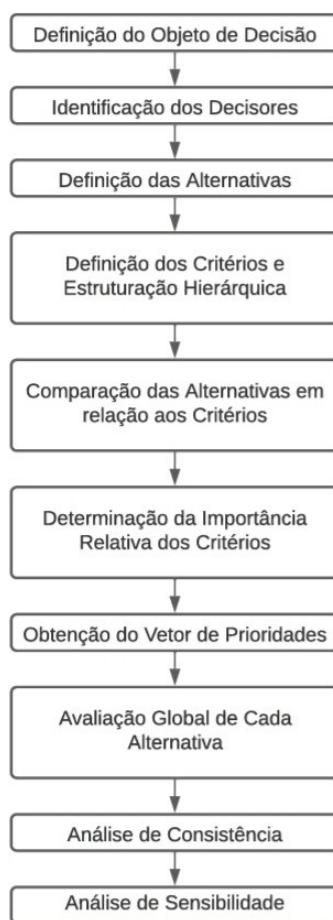 Definição do Objeto de Decisão
Identificação dos Decisores
Definição das Alternativas
Definição dos Critérios e
Estruturação Hierárquica
Comparação das Alternativas em
relação aos Critérios
Determinação da Importância
Relativa dos Critérios
Obtenção do Vetor de Prioridades
Avaliação Global de Cada
Alternativa
Análise de Consistência
Análise de Sensibilidade